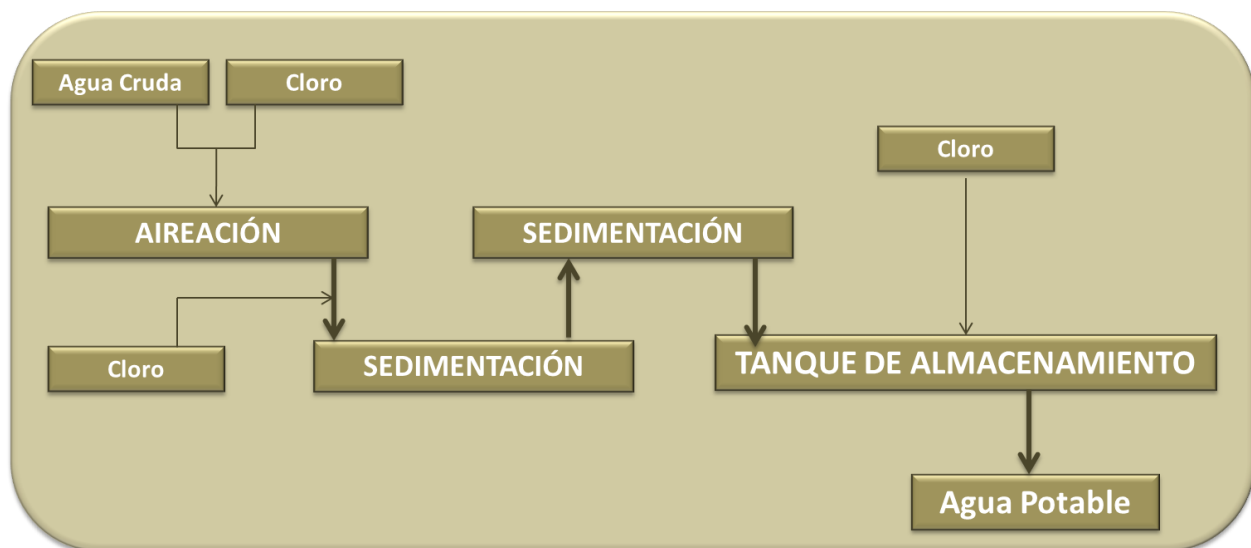 Agua Cruda
Cloro
Cloro
AIREACIÓN
SEDIMENTACIÓN
Cloro
SEDIMENTACIÓN
TANQUE DE ALMACENAMIENTO
Agua Potable